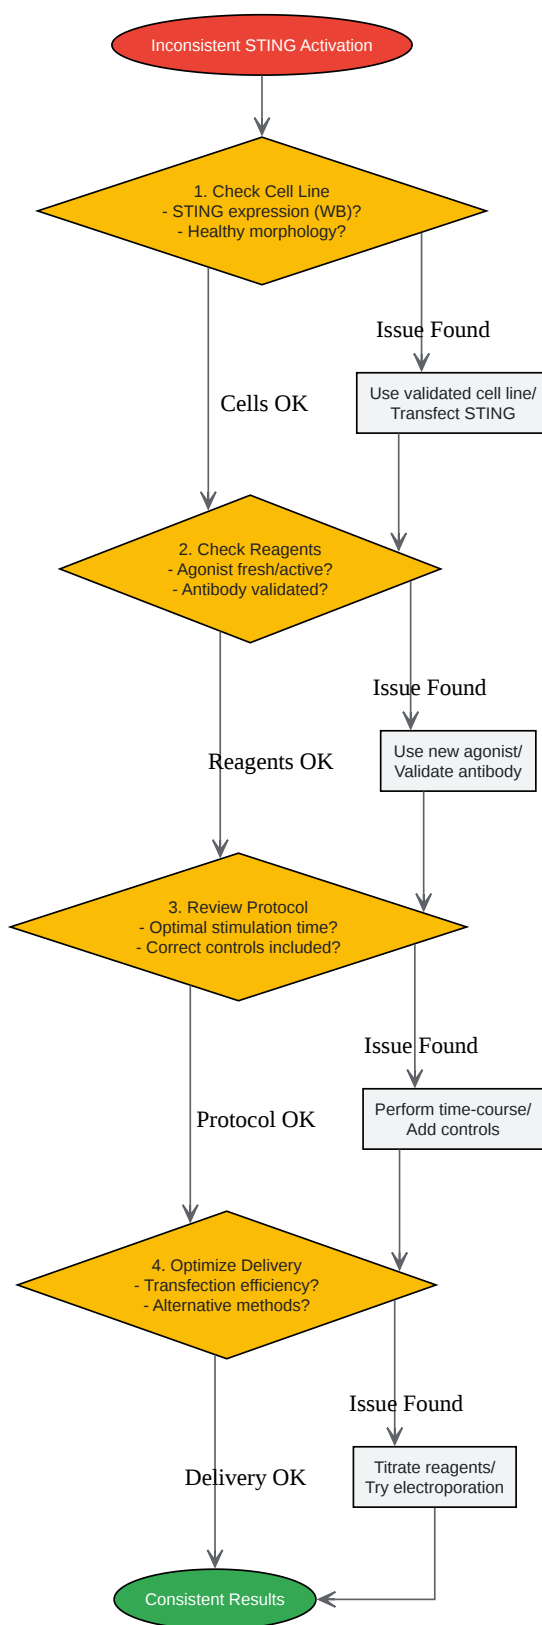 Inconsistent STING Activation
1. Check Cell Line
- STING expression (WB)?
- Healthy morphology?
Issue Found
Use validated cell line/
Transfect STING
Cells OK
2. Check Reagents
- Agonist fresh/active?
- Antibody validated?
Issue Found
Use new agonist/
Validate antibody
Reagents OK
3. Review Protocol
- Optimal stimulation time?
- Correct controls included?
Issue Found
Perform time-course/
Add controls
Protocol OK
4. Optimize Delivery
- Transfection efficiency?
- Alternative methods?
Issue Found
Titrate reagents/
Try electroporation
Delivery OK
Consistent Results